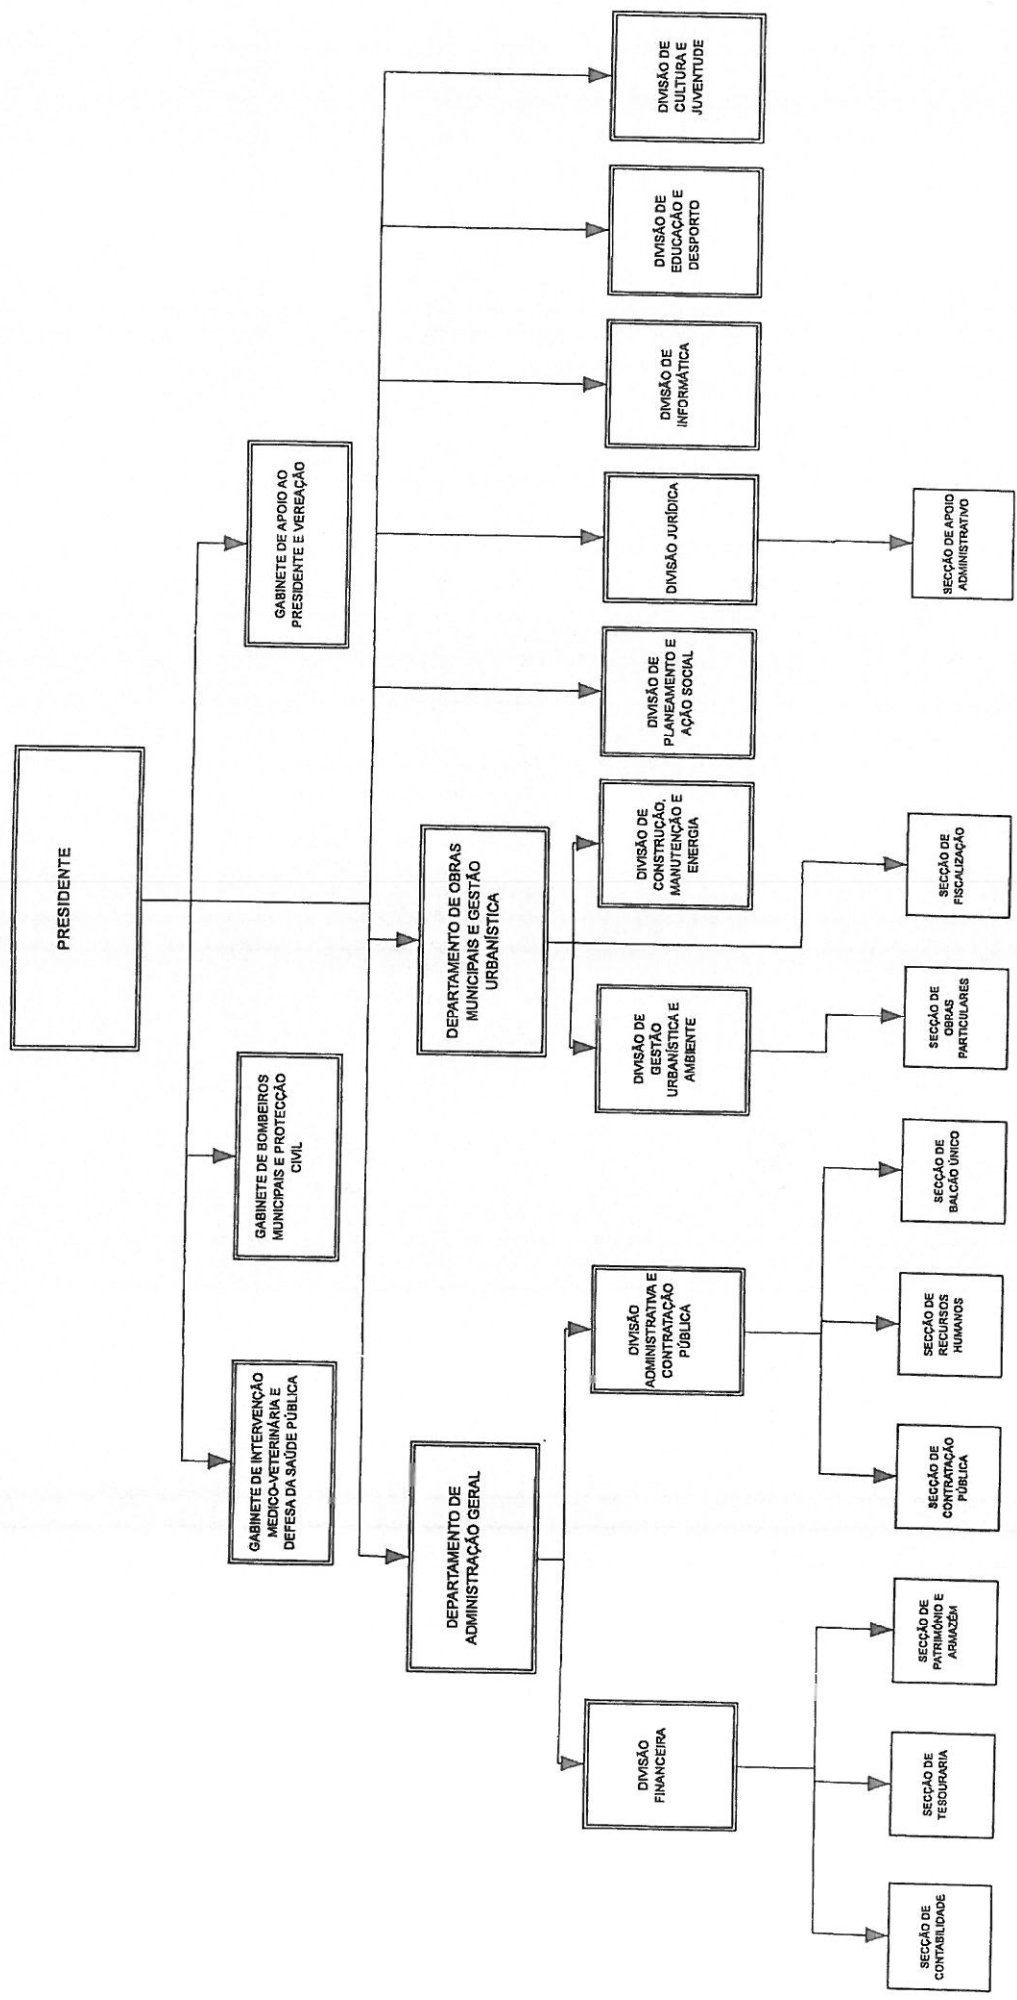 PRESIDENTE
GABINETE DE INTERVENÇÃO
MEDICO-VETERINÁRIA E
DEFESA DA SAÚDE PÚBLICA
GABINETE DE BOMBEIROS
MUNICIPAIS E PROTECÇÃO
CIVIL
GABINETE DE APOIO AO
PRESIDENTE E VEREAÇÃO
DEPARTAMENTO DE
ADMINISTRAÇÃO GERAL
DEPARTAMENTO DE OBRAS
MUNICIPAIS E GESTÃO
URBANÍSTICA
DIVISÃO
FINANCEIRA
DIVISÃO
ADMINISTRATIVA E
CONTRATAÇÃO
PÚBLICA
DIVISÃO DE
GESTÃO
URBANÍSTICA E
AMBIENTE
DIVISÃO DE
CONSTRUÇÃO,
MANUTENÇÃO E
ENERGIA
DIVISÃO DE
PLANEAMENTO E
AÇÃO SOCIAL
DIVISÃO JURÍDICA
DIVISÃO DE
INFORMÁTICA
DIVISÃO DE
EDUCAÇÃO E
DESPORTO
DIVISÃO DE
CULTURA E
JUVENTUDE
SECÇÃO DE
CONTABILIDADE
SECÇÃO DE
TESOURARIA
SECÇÃO DE
PATRIMÓNIO E
ARMAZÉM
SECÇÃO DE
CONTRATAÇÃO
PÚBLICA
SECÇÃO DE
RECURSOS
HUMANOS
SECÇÃO DE
BALCÃO ÚNICO
SECÇÃO DE
OBRAS
PARTICULARES
SECÇÃO DE
FISCALIZAÇÃO
SECÇÃO DE APOIO
ADMINISTRATIVO